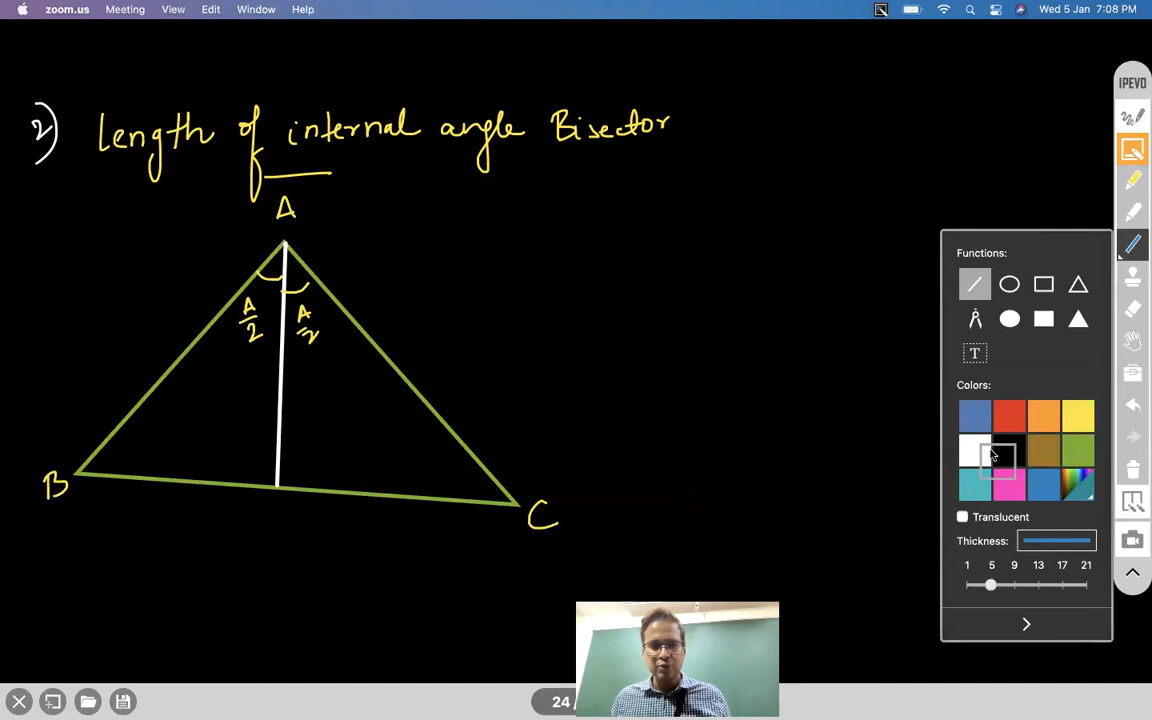 zoom.us Meeting View Edit Window Help Wed 5 Jan 7:08 PM
2) Length of internal angle Bisector
A
A/2 A/2
B
C
IPEVO
Functions:
T
Colors:
Translucent
Thickness:
1 5 9 13 17 21
24 /